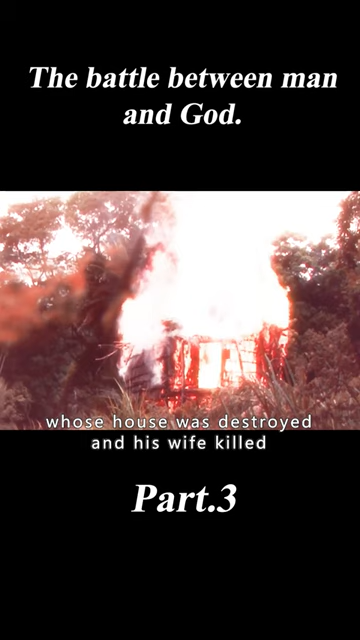 The battle between man
and God.
whose house was destroyed
and his wife killed
Part.3